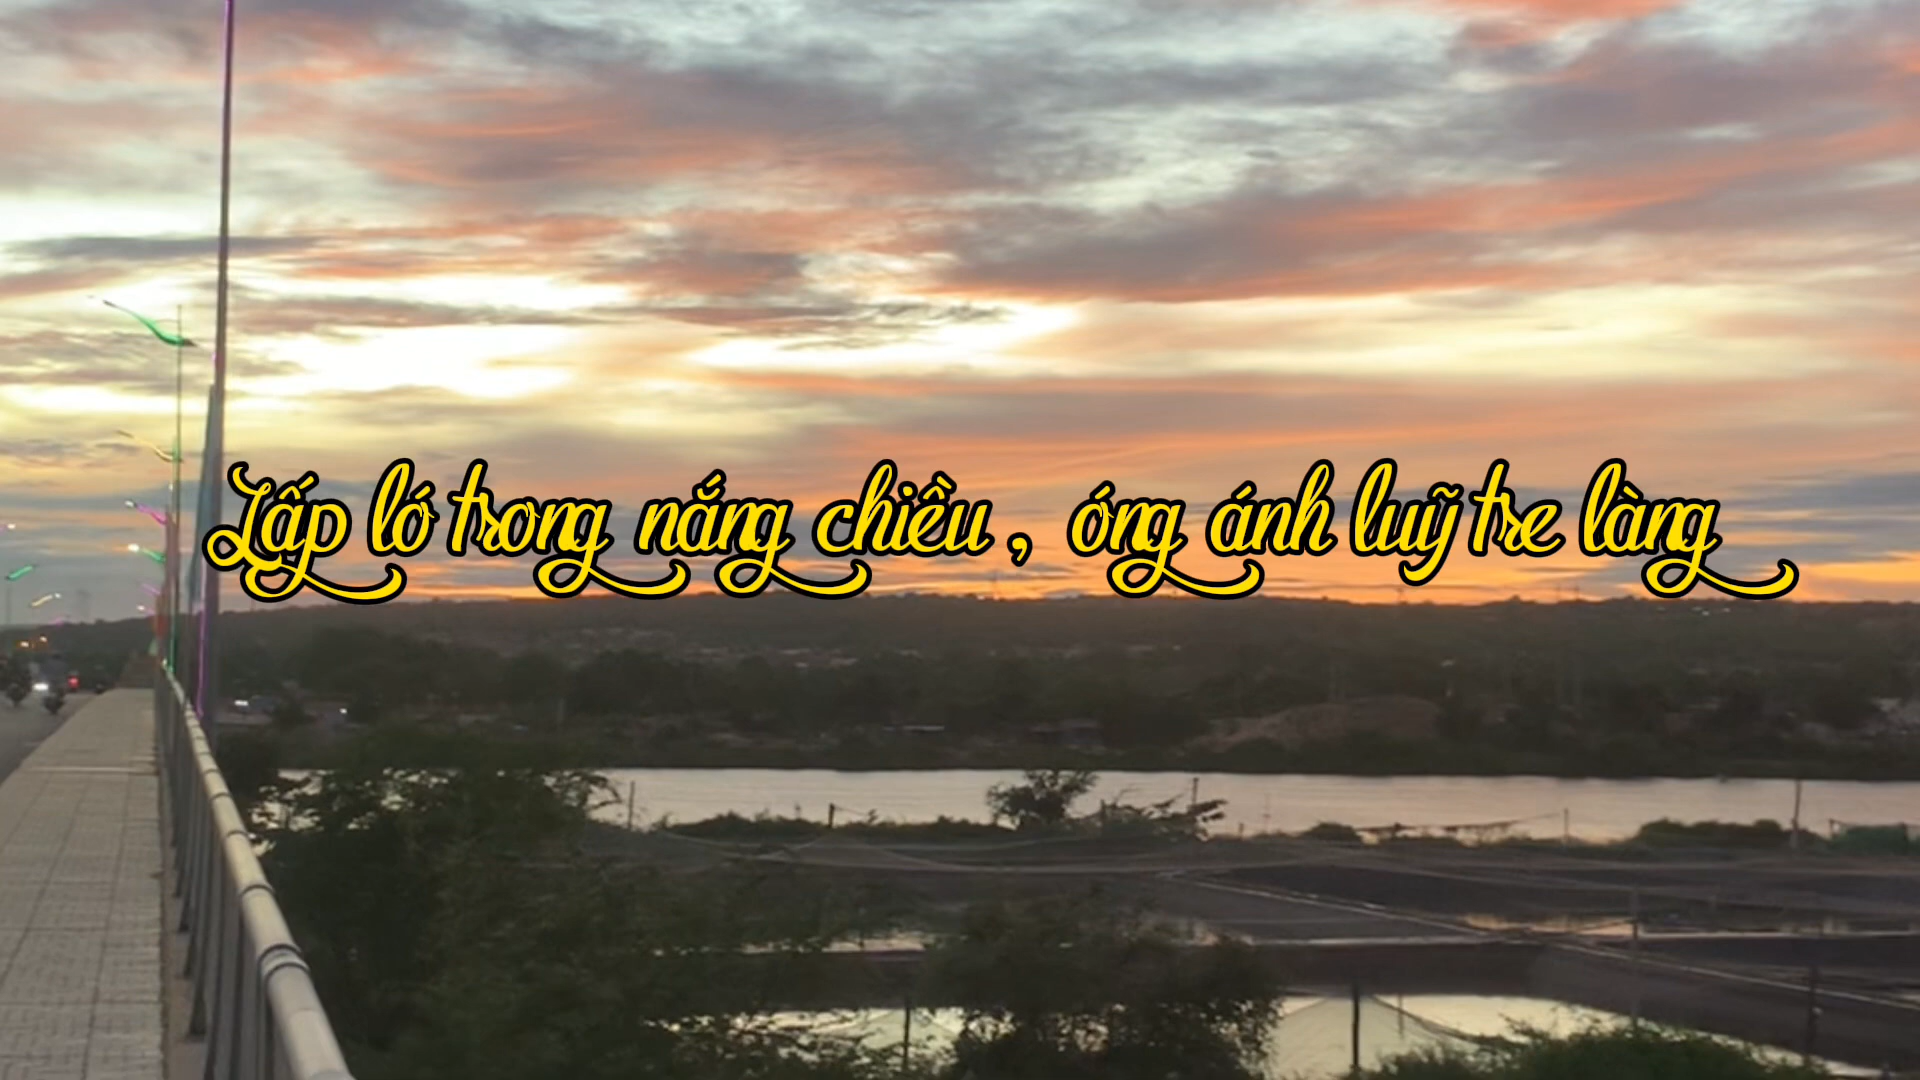 Lấp ló trong nắng chiều , óng ánh luỹ tre làng